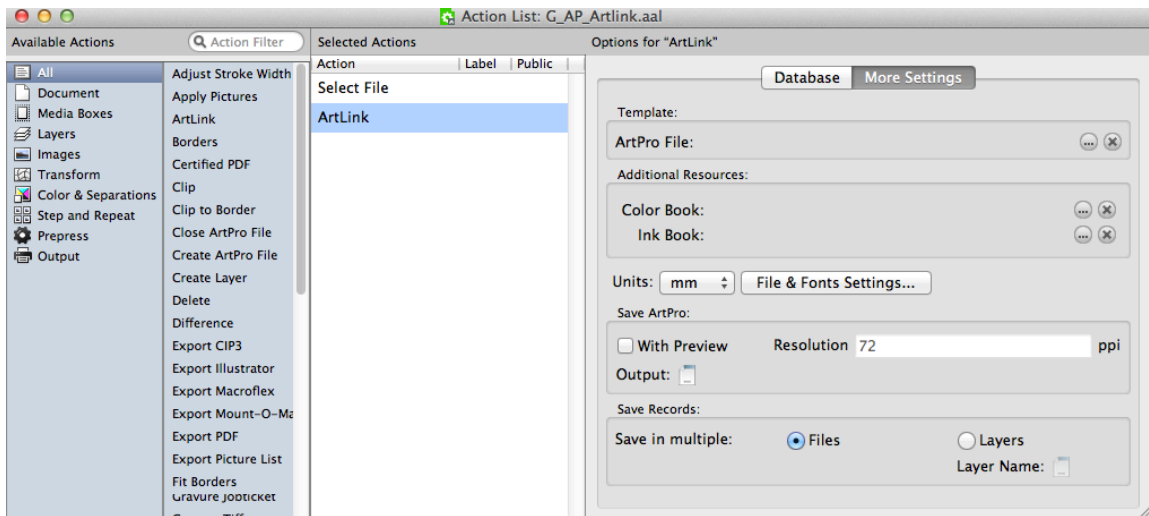 Action List: G_AP_Artlink.aal
Available Actions
Action Filter
Selected Actions
Options for "ArtLink"
All
Document
Media Boxes
Layers
Images
Transform
Color & Separations
Step and Repeat
Prepress
Output
Adjust Stroke Width
Apply Pictures
ArtLink
Borders
Certified PDF
Clip
Clip to Border
Close ArtPro File
Create ArtPro File
Create Layer
Delete
Difference
Export CIP3
Export Illustrator
Export Macroflex
Export Mount-O-Ma
Export PDF
Export Picture List
Fit Borders
Gravure Jobticket
Action Label Public
Select File
ArtLink
Database More Settings
Template:
ArtPro File:
Additional Resources:
Color Book:
Ink Book:
Units: mm File & Fonts Settings...
Save ArtPro:
With Preview Resolution 72 ppi
Output:
Save Records:
Save in multiple: Files Layers
Layer Name: